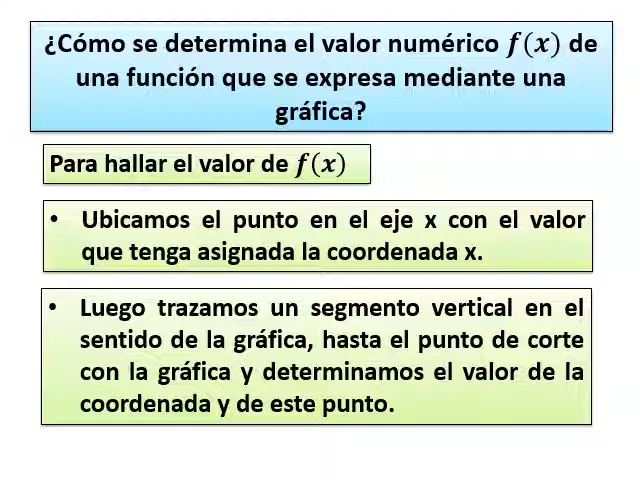 ¿Cómo se determina el valor numérico f(x) de
una función que se expresa mediante una
gráfica?
Para hallar el valor de f(x)
• Ubicamos el punto en el eje x con el valor
que tenga asignada la coordenada x.
• Luego trazamos un segmento vertical en el
sentido de la gráfica, hasta el punto de corte
con la gráfica y determinamos el valor de la
coordenada y de este punto.